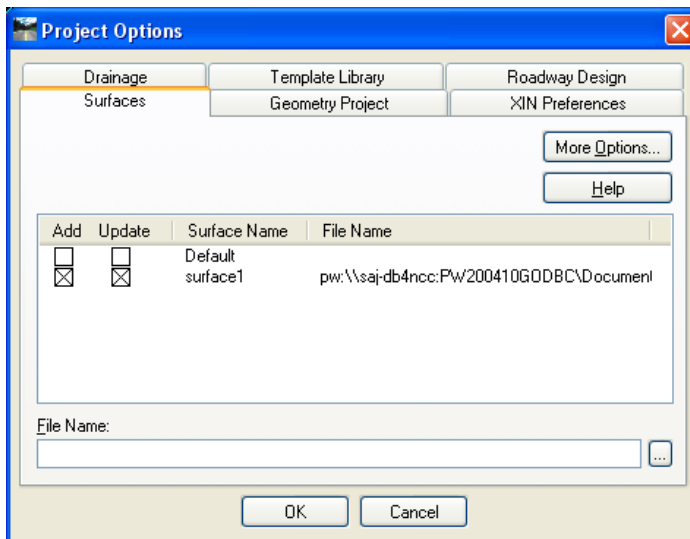 Project Options
Drainage Template Library Roadway Design
Surfaces Geometry Project XIN Preferences
More Options...
Help
Add Update Surface Name File Name
Default
surface1 pw:\\saj-db4ncc:PW200410GODBC\Document
File Name:
...
OK Cancel